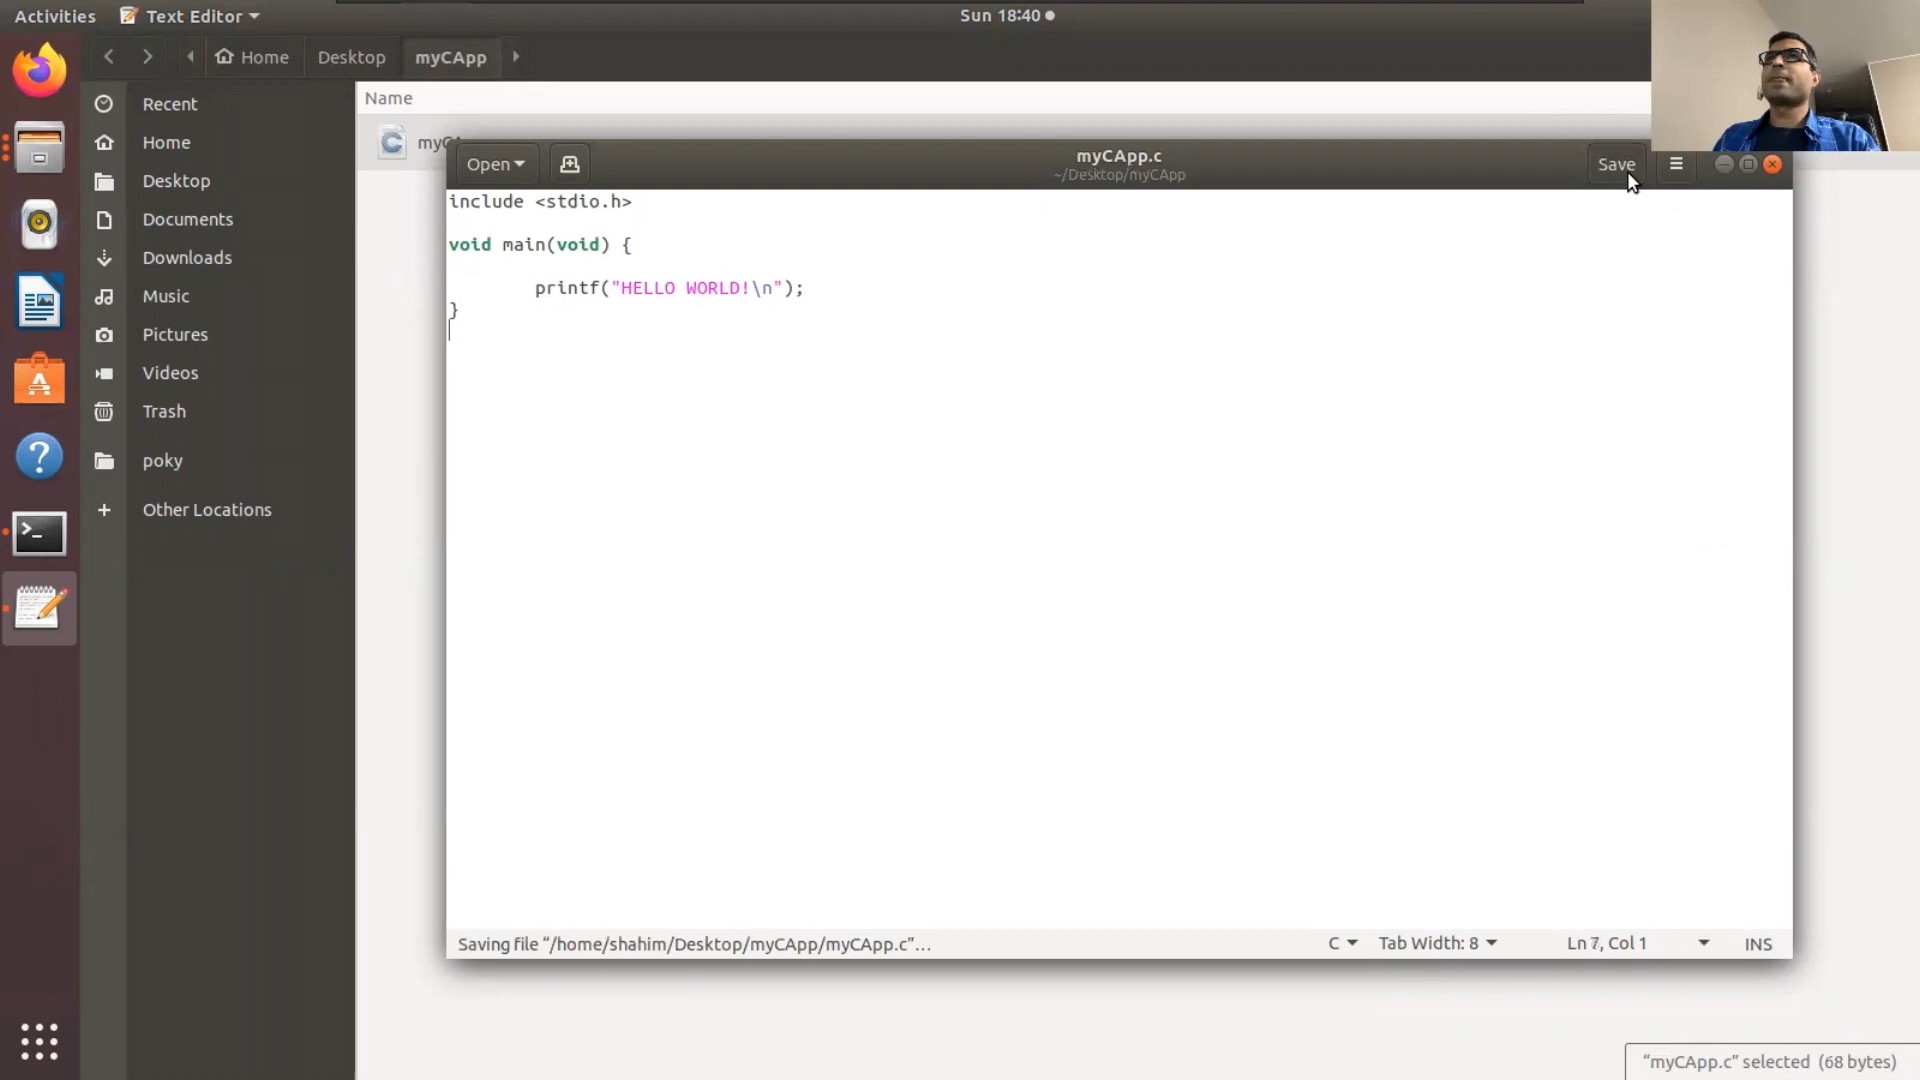 Activities Text Editor Sun 18:40
Home Desktop myCApp
Recent
Home
Desktop
Documents
Downloads
Music
Pictures
Videos
Trash
poky
Other Locations
Name
Open myCApp.c Save
~/Desktop/myCApp
include <stdio.h>
void main(void) {
printf("HELLO WORLD!\n");
}
Saving file “/home/shahim/Desktop/myCApp/myCApp.c”… C Tab Width: 8 Ln 7, Col 1 INS
“myCApp.c” selected (68 bytes)